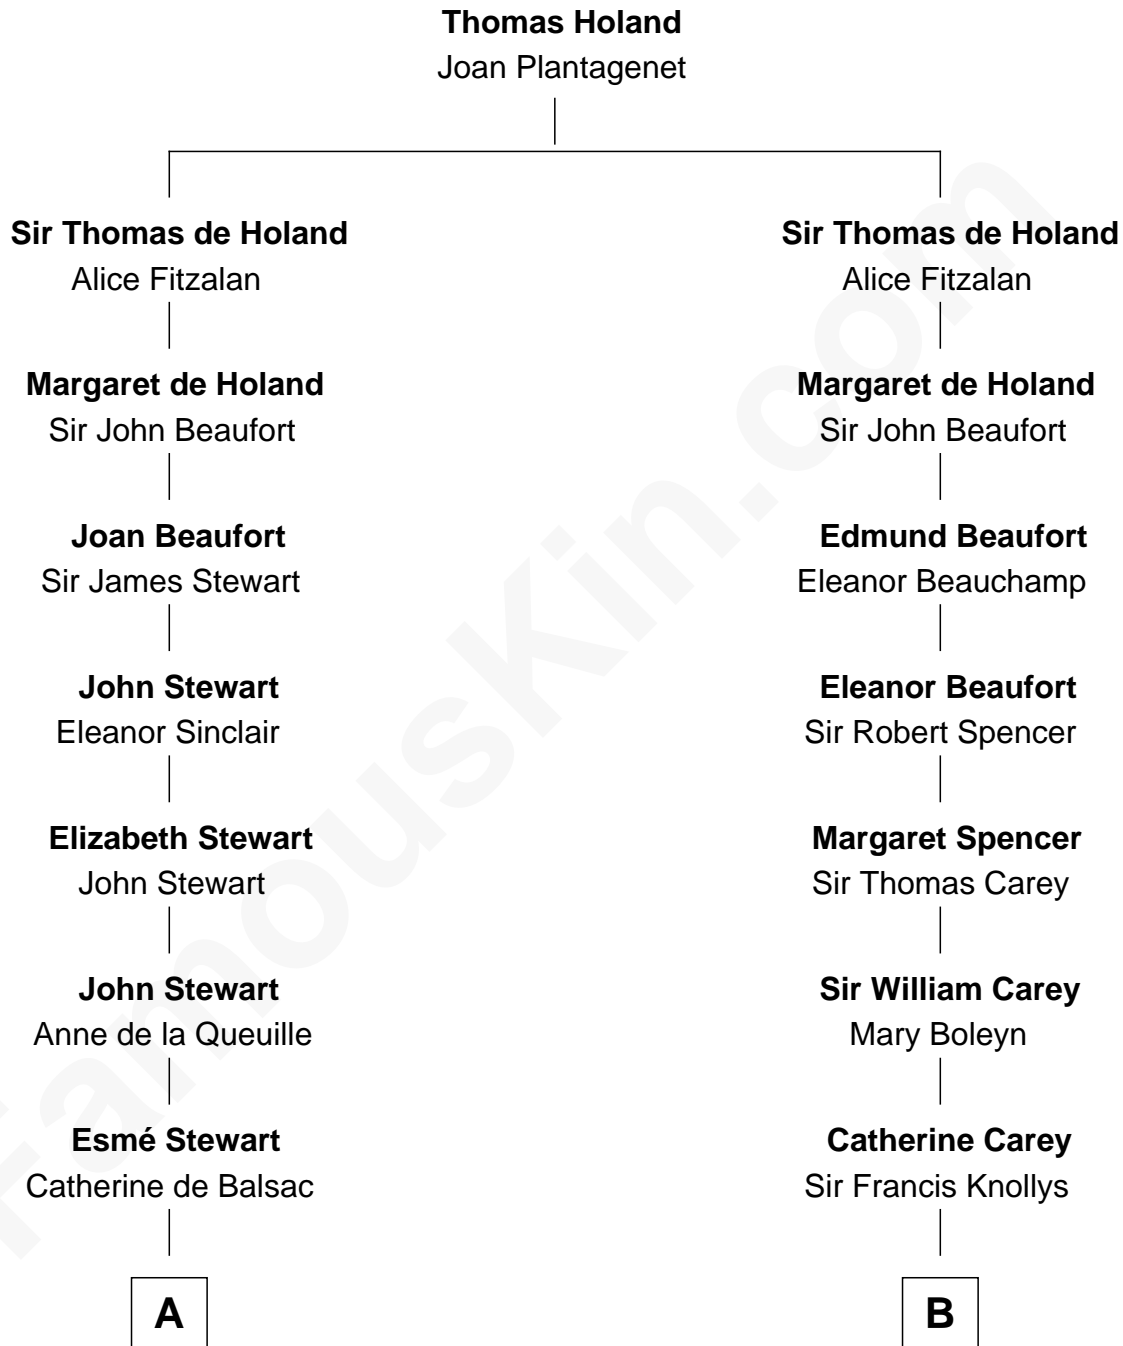 Thomas Holand
Joan Plantagenet
Sir Thomas de Holand
Alice Fitzalan
Margaret de Holand
Sir John Beaufort
Joan Beaufort
Sir James Stewart
John Stewart
Eleanor Sinclair
Elizabeth Stewart
John Stewart
John Stewart
Anne de la Queuille
Esmé Stewart
Catherine de Balsac
A
Sir Thomas de Holand
Alice Fitzalan
Margaret de Holand
Sir John Beaufort
Edmund Beaufort
Eleanor Beauchamp
Eleanor Beaufort
Sir Robert Spencer
Margaret Spencer
Sir Thomas Carey
Sir William Carey
Mary Boleyn
Catherine Carey
Sir Francis Knollys
B
FamousKin.com